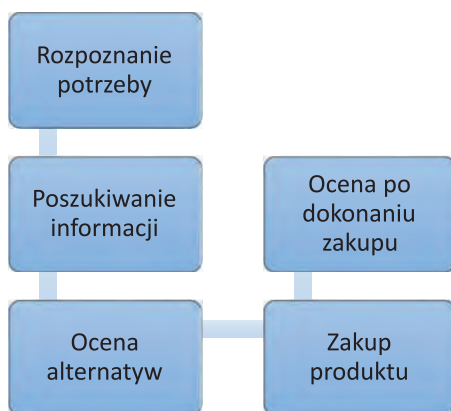 Rozpoznanie
potrzeby
Poszukiwanie
informacji
Ocena
alternatyw
Zakup
produktu
Ocena po
dokonaniu
zakupu